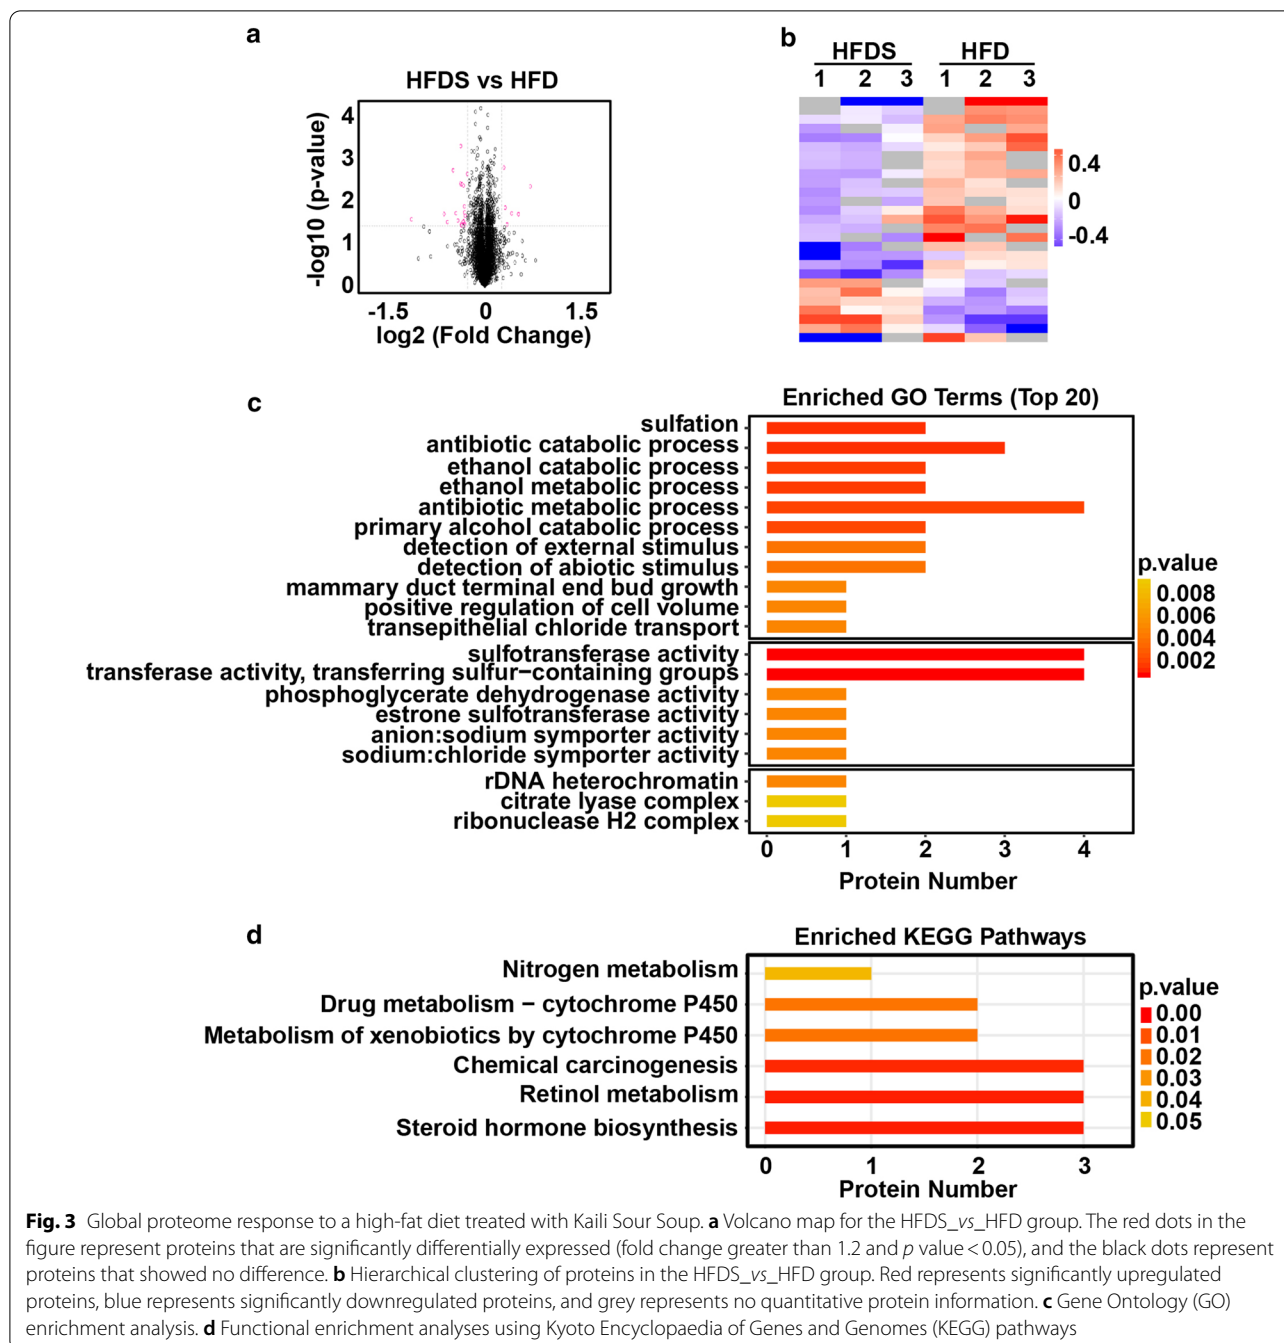 a
HFDS vs HFD
-log10 (p-value)
4
3
2
1
0
-1.5 0 1.5
log2 (Fold Change)
b
HFDS HFD
1 2 3 1 2 3
0.4
0
-0.4
c
Enriched GO Terms (Top 20)
sulfation
antibiotic catabolic process
ethanol catabolic process
ethanol metabolic process
antibiotic metabolic process
primary alcohol catabolic process
detection of external stimulus
detection of abiotic stimulus
mammary duct terminal end bud growth
positive regulation of cell volume
transepithelial chloride transport
sulfotransferase activity
transferase activity, transferring sulfur−containing groups
phosphoglycerate dehydrogenase activity
estrone sulfotransferase activity
anion:sodium symporter activity
sodium:chloride symporter activity
rDNA heterochromatin
citrate lyase complex
ribonuclease H2 complex
0 1 2 3 4
Protein Number
p.value
0.008
0.006
0.004
0.002
d
Enriched KEGG Pathways
Nitrogen metabolism
Drug metabolism − cytochrome P450
Metabolism of xenobiotics by cytochrome P450
Chemical carcinogenesis
Retinol metabolism
Steroid hormone biosynthesis
0 1 2 3
Protein Number
p.value
0.00
0.01
0.02
0.03
0.04
0.05
Fig. 3 Global proteome response to a high-fat diet treated with Kaili Sour Soup. a Volcano map for the HFDS_vs_HFD group. The red dots in the
figure represent proteins that are significantly differentially expressed (fold change greater than 1.2 and p value < 0.05), and the black dots represent
proteins that showed no difference. b Hierarchical clustering of proteins in the HFDS_vs_HFD group. Red represents significantly upregulated
proteins, blue represents significantly downregulated proteins, and grey represents no quantitative protein information. c Gene Ontology (GO)
enrichment analysis. d Functional enrichment analyses using Kyoto Encyclopaedia of Genes and Genomes (KEGG) pathways